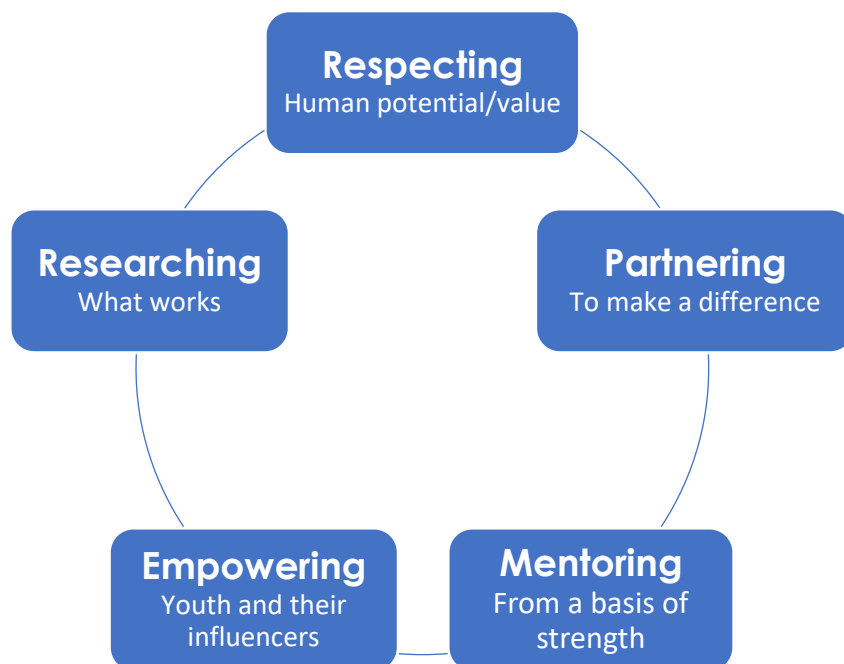 Respecting
Human potential/value
Researching
What works
Partnering
To make a difference
Empowering
Youth and their
influencers
Mentoring
From a basis of
strength